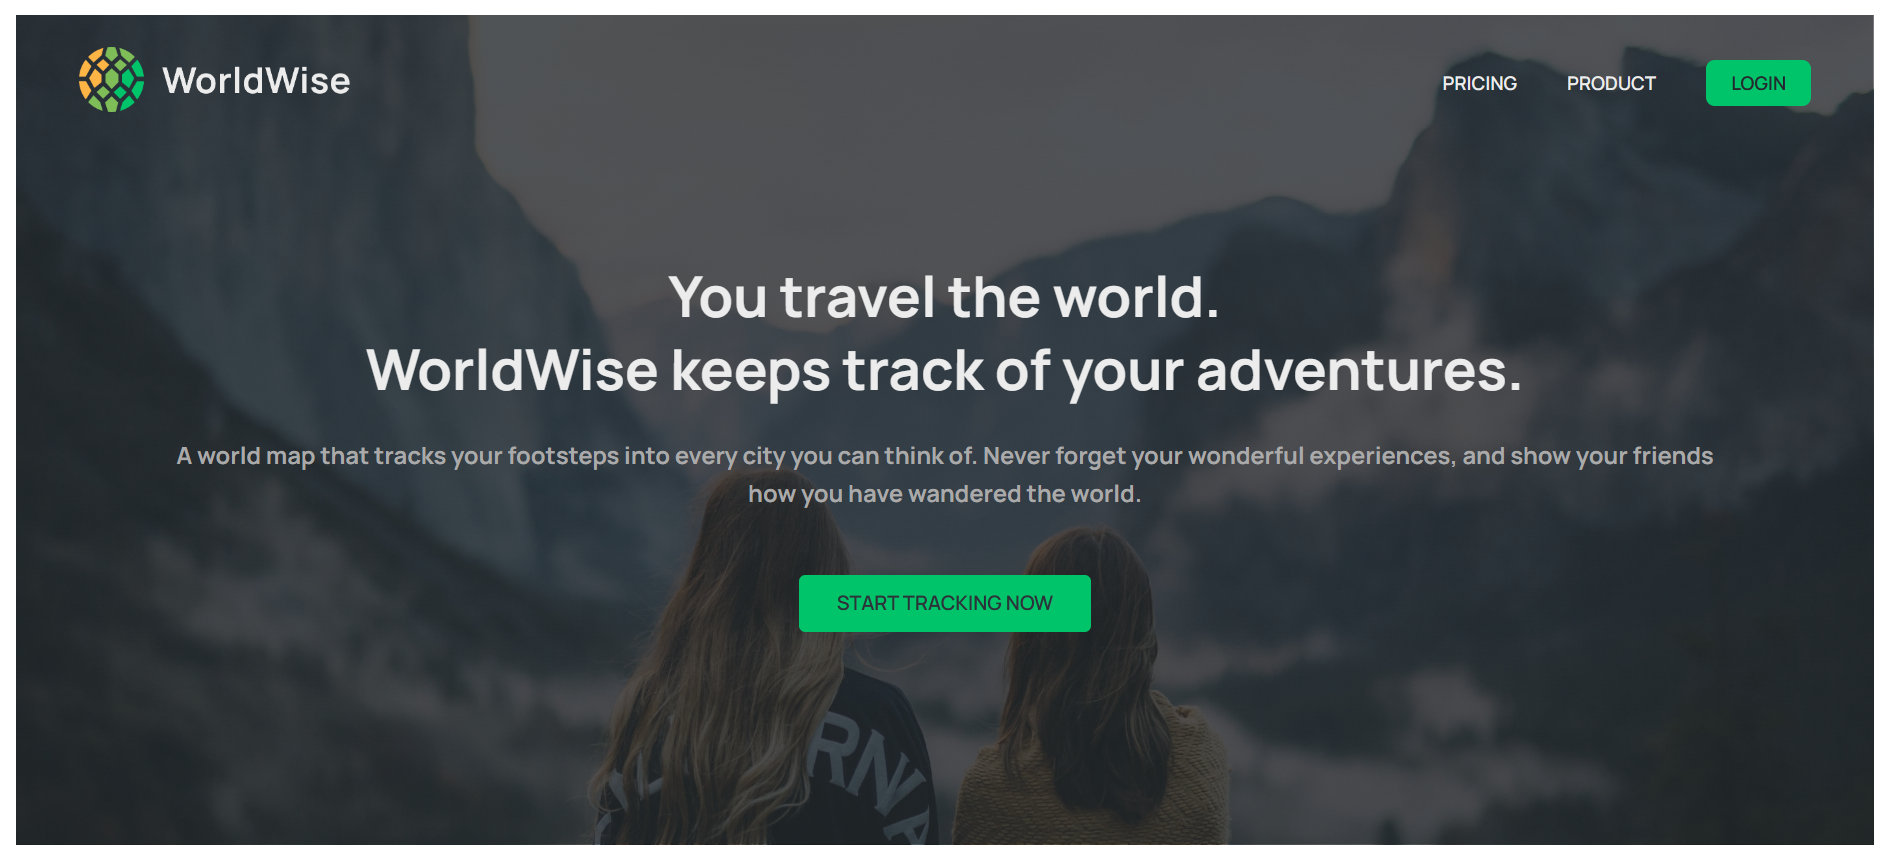 WorldWise
PRICING
PRODUCT
LOGIN
You travel the world.
WorldWise keeps track of your adventures.
A world map that tracks your footsteps into every city you can think of. Never forget your wonderful experiences, and show your friends
how you have wandered the world.
START TRACKING NOW